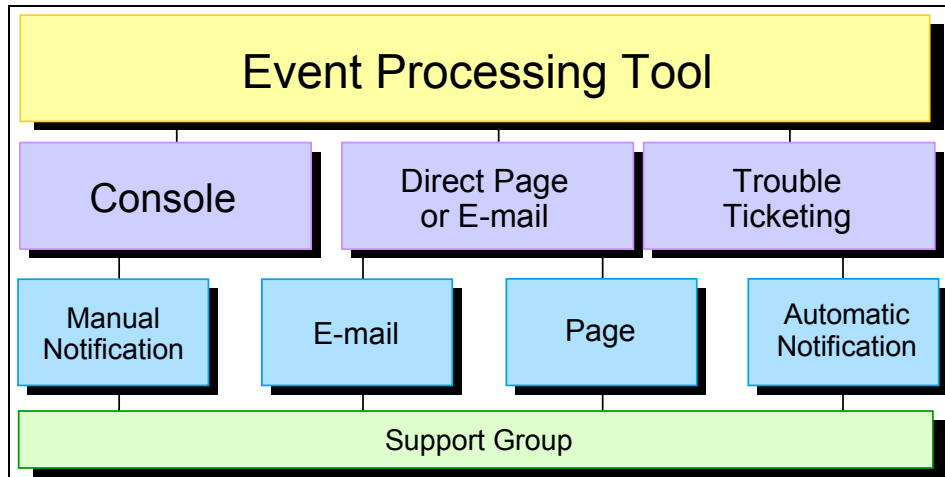 Event Processing Tool
Console
Direct Page
or E-mail
Trouble
Ticketing
Manual
Notification
E-mail
Page
Automatic
Notification
Support Group